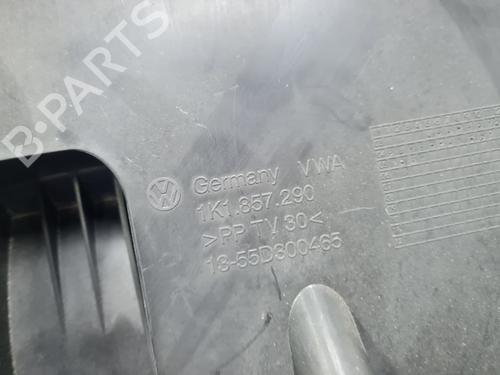 B-PARTS
Germany VWA
1K1.857.290
>PP TV 30<
13-55D300465